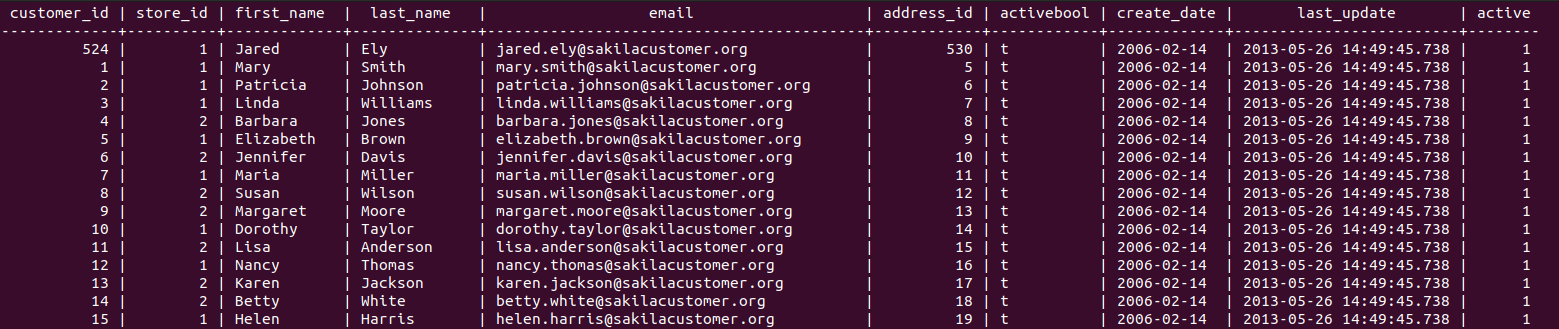 customer_id | store_id | first_name |  last_name  |                  email                   | address_id | activebool | create_date |       last_update       | active
-------------+----------+------------+-------------+------------------------------------------+------------+------------+-------------+-------------------------+--------
         524 |        1 | Jared      | Ely         | jared.ely@sakilacustomer.org             |        530 | t          | 2006-02-14  | 2013-05-26 14:49:45.738 |      1
           1 |        1 | Mary       | Smith       | mary.smith@sakilacustomer.org            |          5 | t          | 2006-02-14  | 2013-05-26 14:49:45.738 |      1
           2 |        1 | Patricia   | Johnson     | patricia.johnson@sakilacustomer.org      |          6 | t          | 2006-02-14  | 2013-05-26 14:49:45.738 |      1
           3 |        1 | Linda      | Williams    | linda.williams@sakilacustomer.org        |          7 | t          | 2006-02-14  | 2013-05-26 14:49:45.738 |      1
           4 |        2 | Barbara    | Jones       | barbara.jones@sakilacustomer.org         |          8 | t          | 2006-02-14  | 2013-05-26 14:49:45.738 |      1
           5 |        1 | Elizabeth  | Brown       | elizabeth.brown@sakilacustomer.org       |          9 | t          | 2006-02-14  | 2013-05-26 14:49:45.738 |      1
           6 |        2 | Jennifer   | Davis       | jennifer.davis@sakilacustomer.org        |         10 | t          | 2006-02-14  | 2013-05-26 14:49:45.738 |      1
           7 |        1 | Maria      | Miller      | maria.miller@sakilacustomer.org          |         11 | t          | 2006-02-14  | 2013-05-26 14:49:45.738 |      1
           8 |        2 | Susan      | Wilson      | susan.wilson@sakilacustomer.org          |         12 | t          | 2006-02-14  | 2013-05-26 14:49:45.738 |      1
           9 |        2 | Margaret   | Moore       | margaret.moore@sakilacustomer.org        |         13 | t          | 2006-02-14  | 2013-05-26 14:49:45.738 |      1
          10 |        1 | Dorothy    | Taylor      | dorothy.taylor@sakilacustomer.org        |         14 | t          | 2006-02-14  | 2013-05-26 14:49:45.738 |      1
          11 |        2 | Lisa       | Anderson    | lisa.anderson@sakilacustomer.org         |         15 | t          | 2006-02-14  | 2013-05-26 14:49:45.738 |      1
          12 |        1 | Nancy      | Thomas      | nancy.thomas@sakilacustomer.org          |         16 | t          | 2006-02-14  | 2013-05-26 14:49:45.738 |      1
          13 |        2 | Karen      | Jackson     | karen.jackson@sakilacustomer.org         |         17 | t          | 2006-02-14  | 2013-05-26 14:49:45.738 |      1
          14 |        2 | Betty      | White       | betty.white@sakilacustomer.org           |         18 | t          | 2006-02-14  | 2013-05-26 14:49:45.738 |      1
          15 |        1 | Helen      | Harris      | helen.harris@sakilacustomer.org          |         19 | t          | 2006-02-14  | 2013-05-26 14:49:45.738 |      1